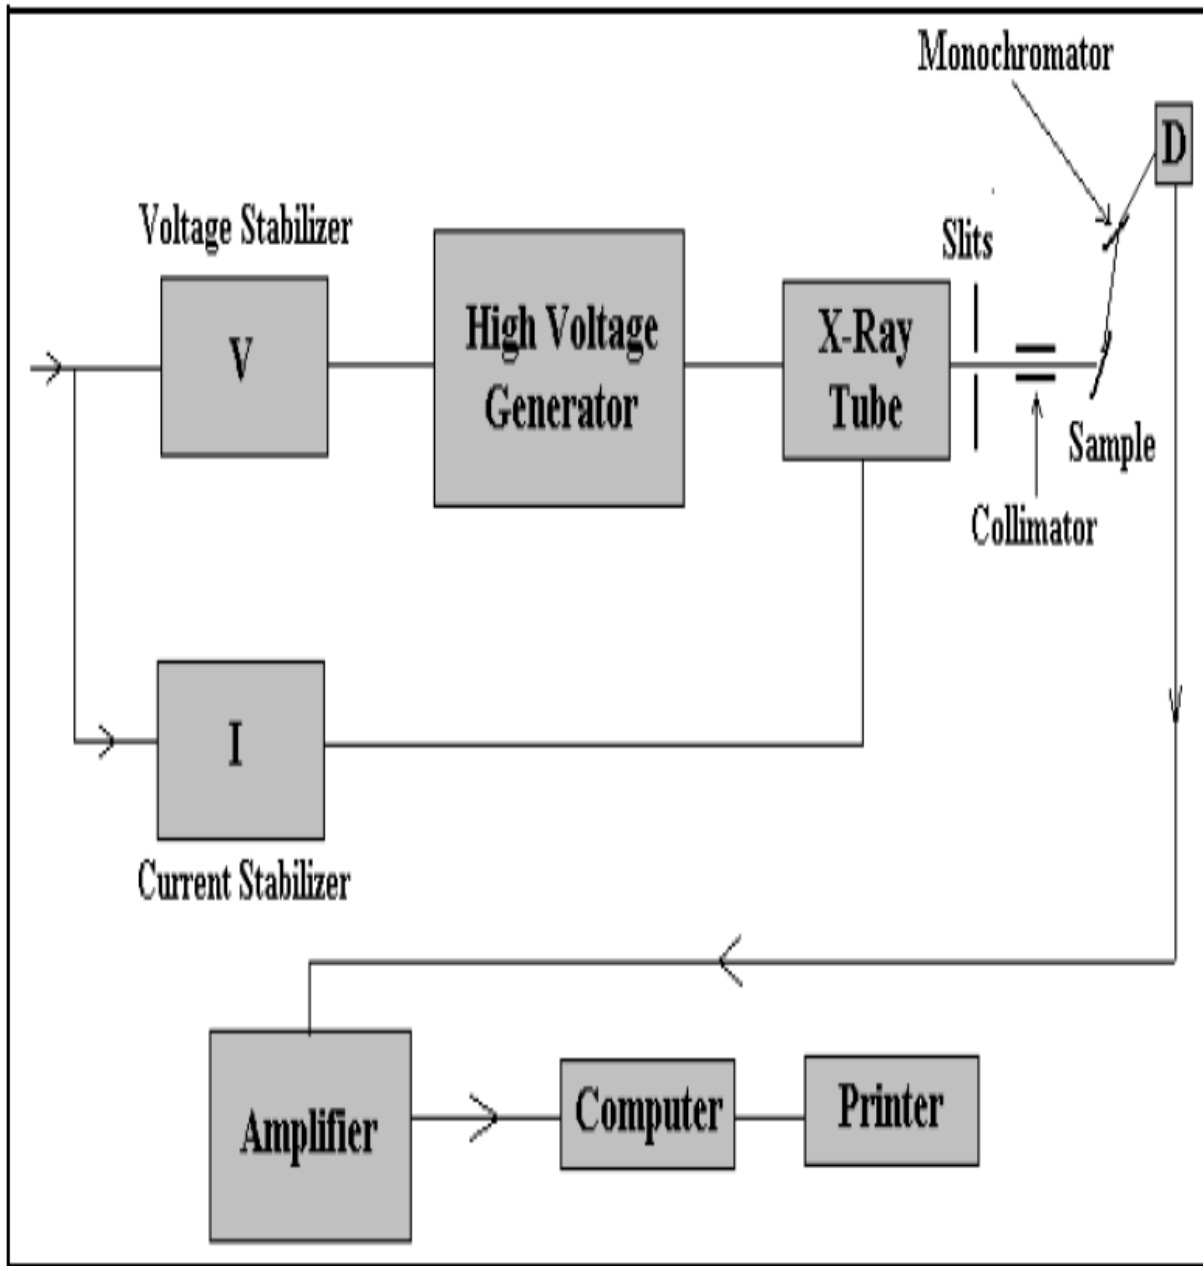 Monochromator
D
Voltage Stabilizer
Slits
V
High Voltage
Generator
X-Ray
Tube
Sample
Collimator
I
Current Stabilizer
Amplifier
Computer
Printer